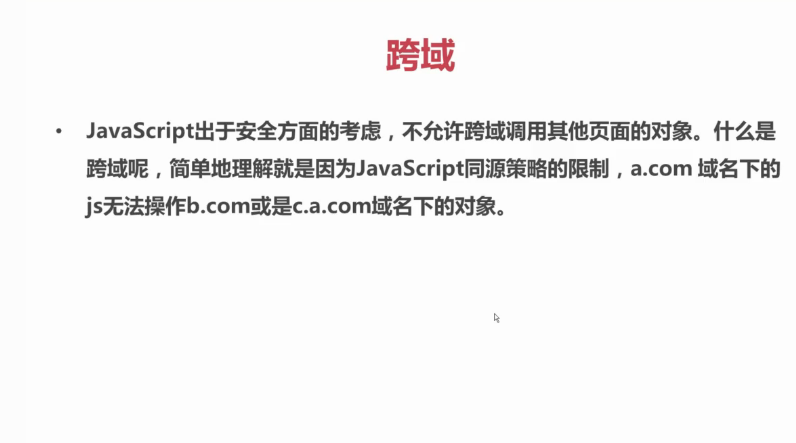 跨域
• JavaScript出于安全方面的考虑，不允许跨域调用其他页面的对象。什么是
跨域呢，简单地理解就是因为JavaScript同源策略的限制，a.com 域名下的
js无法操作b.com或是c.a.com域名下的对象。